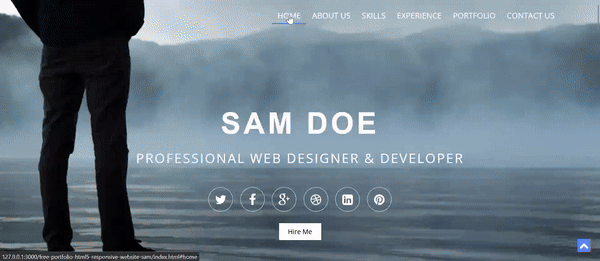 HOME ABOUT US SKILLS EXPERIENCE PORTFOLIO CONTACT US
SAM DOE
PROFESSIONAL WEB DESIGNER & DEVELOPER
Hire Me
127.0.0.1:3000/free-portfolio-html5-responsive-website-sam/index.html#home